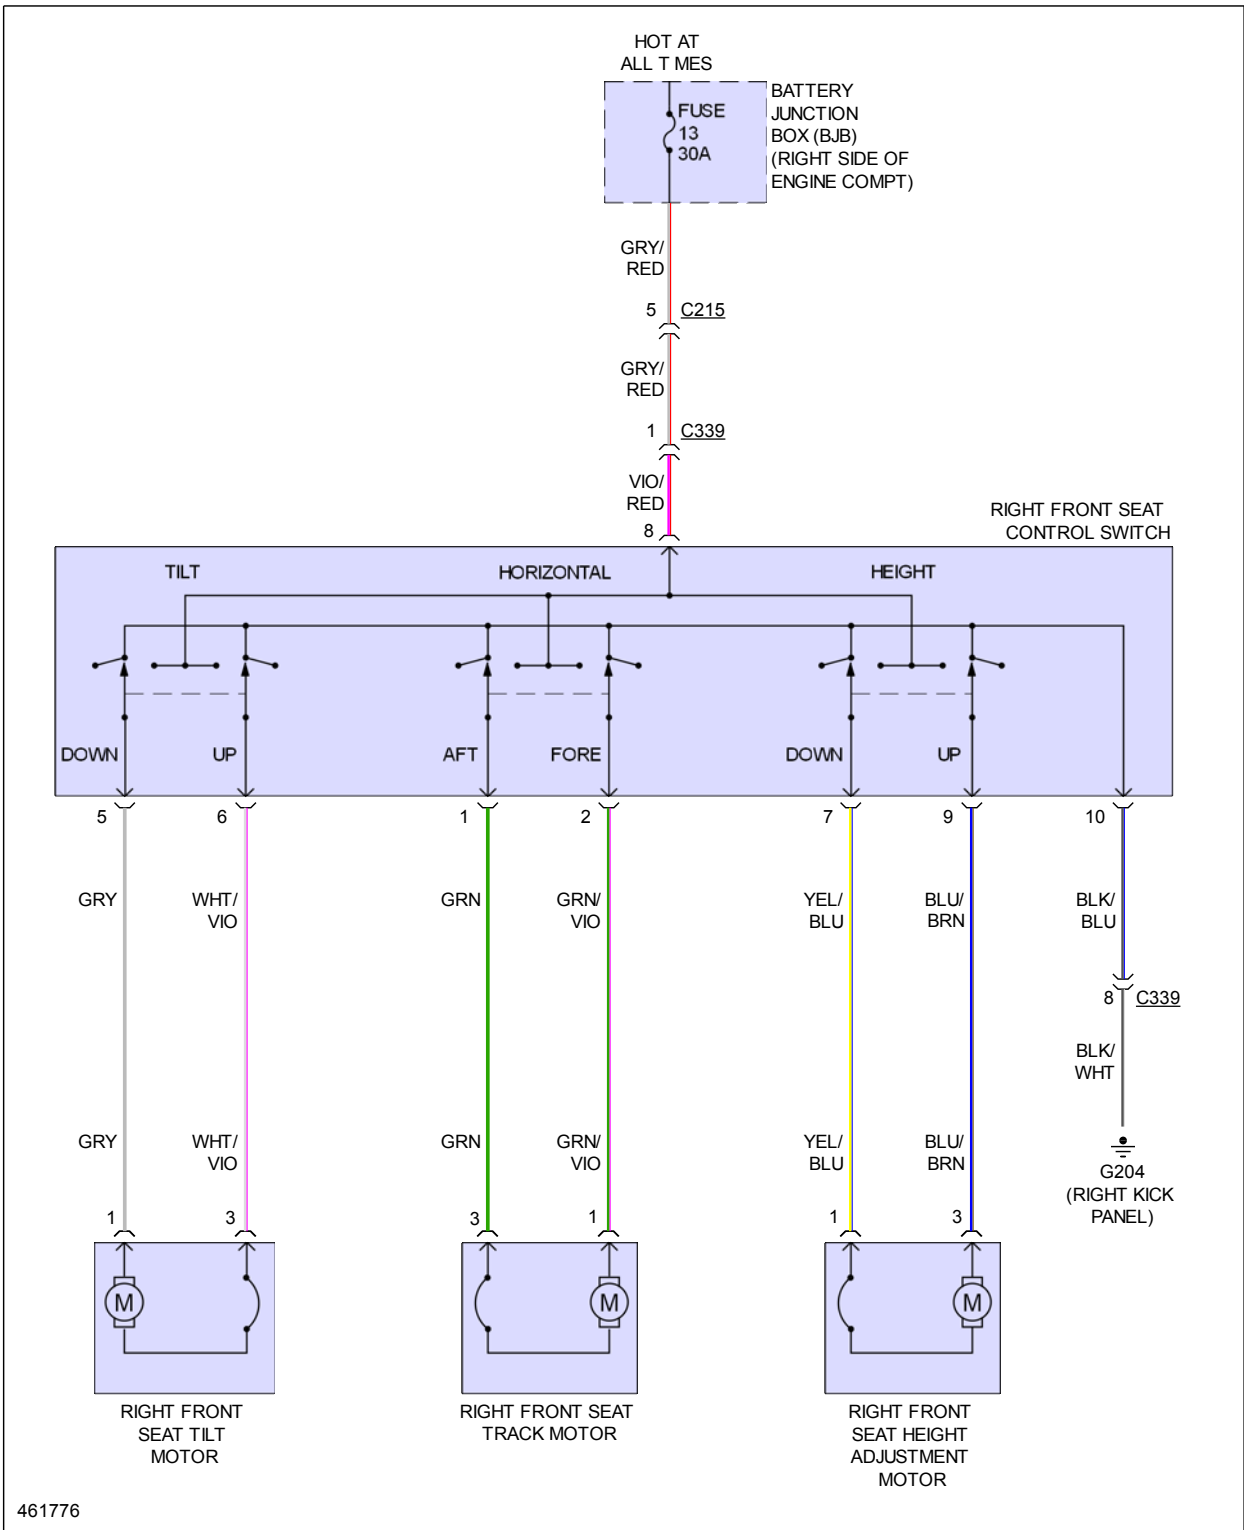 HOT AT
ALL T MES
BATTERY
JUNCTION
BOX (BJB)
(RIGHT SIDE OF
ENGINE COMPT)
FUSE
13
30A
GRY/
RED
5 C215
GRY/
RED
1 C339
VIO/
RED
8
RIGHT FRONT SEAT
CONTROL SWITCH
TILT HORIZONTAL HEIGHT
DOWN UP AFT FORE DOWN UP
5 6 1 2 7 9 10
GRY
WHT/
VIO
GRN
GRN/
VIO
YEL/
BLU
BLU/
BRN
BLK/
BLU
8 C339
BLK/
WHT
GRY
WHT/
VIO
GRN
GRN/
VIO
YEL/
BLU
BLU/
BRN
G204
(RIGHT KICK
PANEL)
1 3 3 1 1 3
M M M
RIGHT FRONT
SEAT TILT
MOTOR
RIGHT FRONT SEAT
TRACK MOTOR
RIGHT FRONT
SEAT HEIGHT
ADJUSTMENT
MOTOR
461776